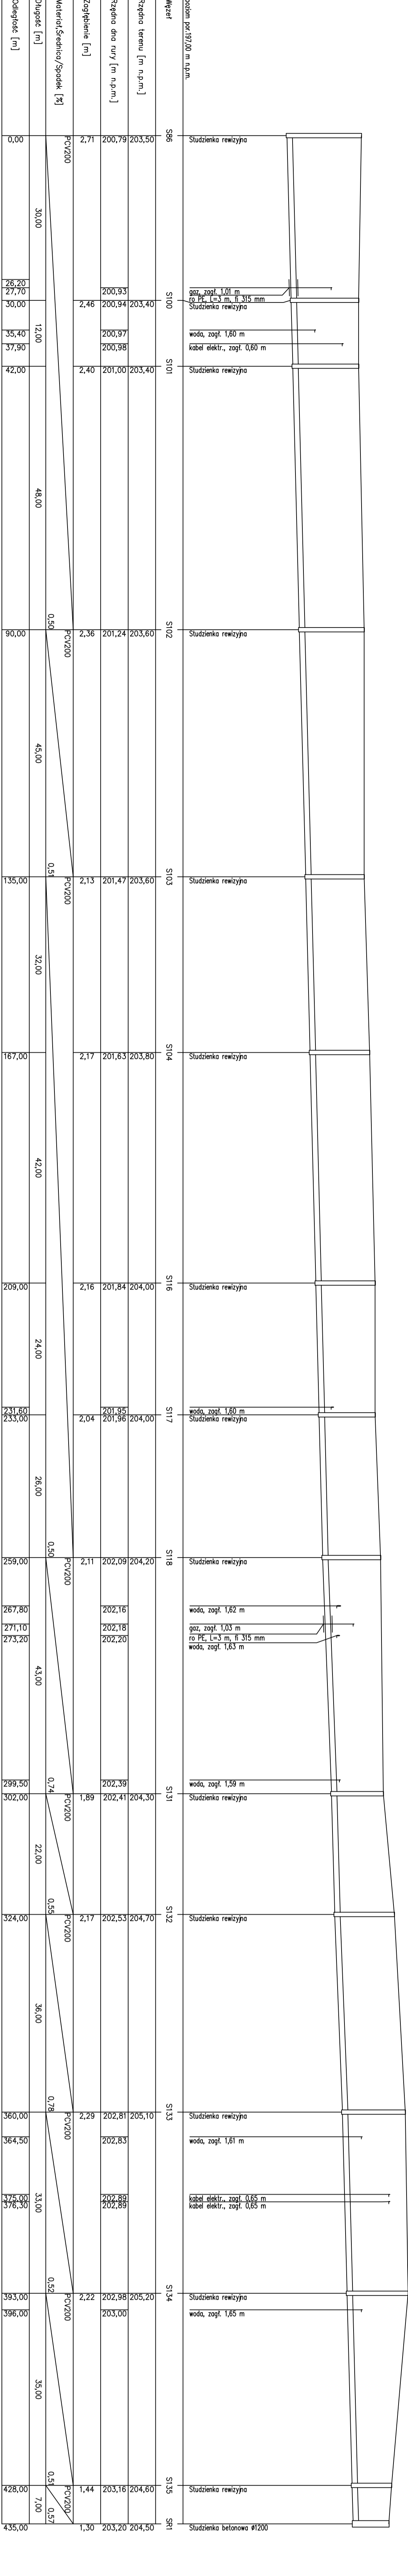 poziom por.197,00 m n.p.m.
Węzeł
Rzędna terenu [m n.p.m.]
Rzędna dna rury [m n.p.m.]
Zagłębienie [m]
Materiał,Średnica/Spadek [%]
Długość [m]
Odległość [m]
S86
Studzienka rewizyjna
203,50
200,79
2,71
PCV200
0,00
30,00
26,20
gaz, zagł. 1,01 m
200,93
27,70
ro PE, L=3 m, fi 315 mm
S100
Studzienka rewizyjna
203,40
200,94
2,46
30,00
12,00
woda, zagł. 1,60 m
200,97
35,40
kabel elektr., zagł. 0,60 m
200,98
37,90
S101
Studzienka rewizyjna
203,40
201,00
2,40
42,00
48,00
0,50
S102
Studzienka rewizyjna
203,60
201,24
2,36
PCV200
90,00
45,00
0,51
S103
Studzienka rewizyjna
203,60
201,47
2,13
PCV200
135,00
32,00
S104
Studzienka rewizyjna
203,80
201,63
2,17
167,00
42,00
S116
Studzienka rewizyjna
204,00
201,84
2,16
209,00
24,00
woda, zagł. 1,60 m
201,95
231,60
S117
Studzienka rewizyjna
204,00
201,96
2,04
233,00
26,00
0,50
S118
Studzienka rewizyjna
204,20
202,09
2,11
PCV200
259,00
woda, zagł. 1,62 m
202,16
267,80
gaz, zagł. 1,03 m
202,18
271,10
ro PE, L=3 m, fi 315 mm
202,20
273,20
woda, zagł. 1,63 m
43,00
woda, zagł. 1,59 m
202,39
299,50
0,74
S131
Studzienka rewizyjna
204,30
202,41
1,89
PCV200
302,00
22,00
0,55
S132
Studzienka rewizyjna
204,70
202,53
2,17
PCV200
324,00
36,00
0,78
S133
Studzienka rewizyjna
205,10
202,81
2,29
PCV200
360,00
woda, zagł. 1,61 m
202,83
364,50
33,00
kabel elektr., zagł. 0,65 m
202,89
375,00
kabel elektr., zagł. 0,65 m
202,89
376,30
0,52
S134
Studzienka rewizyjna
205,20
202,98
2,22
PCV200
393,00
woda, zagł. 1,65 m
203,00
396,00
35,00
0,51
S135
Studzienka rewizyjna
204,60
203,16
1,44
PCV200
428,00
7,00
0,57
SR1
Studzienka betonowa ø1200
204,50
203,20
1,30
435,00